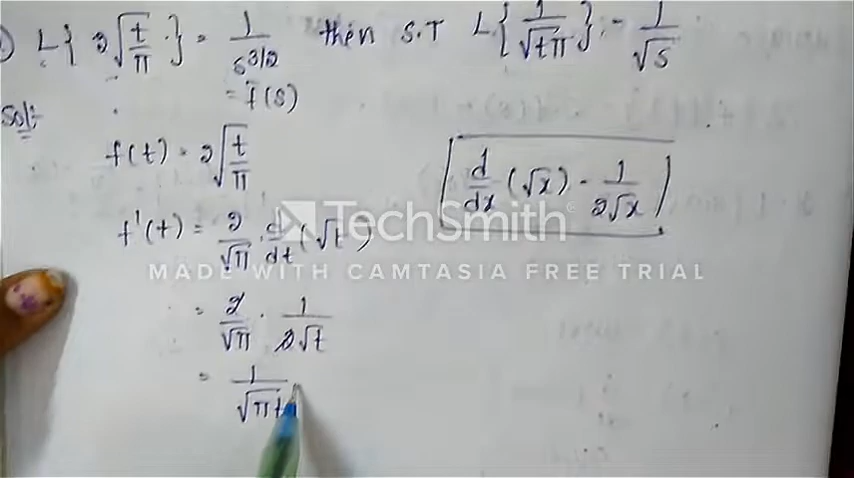 ) L{ 2√(t/π) } = 1/s^(3/2) then S.T L{ 1/√(tπ) } = 1/√s
= f(s)
Sol:
f(t) = 2√(t/π)
d/dx (√x) = 1/(2√x)
f'(t) = 2/√π · d/dt (√t)
TechSmith
MADE WITH CAMTASIA FREE TRIAL
= 2/√π · 1/(2√t)
= 1/√(πt)